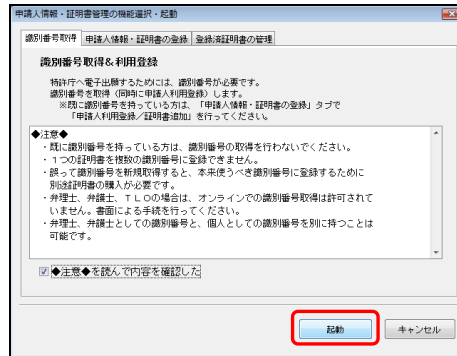 申請人情報・証明書管理の機能選択・起動
識別番号取得 申請人情報・証明書の登録 登録済証明書の管理
識別番号取得&利用登録
特許庁へ電子出願するためには、識別番号が必要です。
識別番号を取得（同時に申請人利用登録）します。
※既に識別番号を持っている方は、「申請人情報・証明書の登録」タブで
「申請人利用登録／証明書追加」を行ってください。
◆注意◆
・既に識別番号を持っている方は、識別番号の取得を行わないでください。
・１つの証明書を複数の識別番号に登録できません。
・誤って識別番号を新規取得すると、本来使うべき識別番号に登録するために
別途証明書の購入が必要です。
・弁理士、弁護士、ＴＬＯの場合は、オンラインでの識別番号取得は許可されて
いません。書面による手続を行ってください。
・弁理士、弁護士としての識別番号と、個人としての識別番号を別に持つことは
可能です。
◆注意◆を読んで内容を確認した
起動 キャンセル